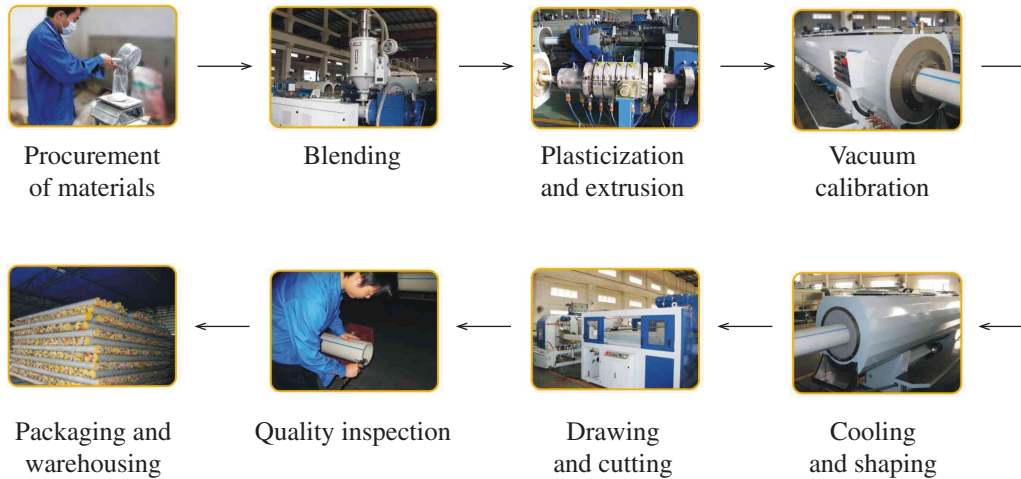 Procurement
of materials
Blending
Plasticization
and extrusion
Vacuum
calibration
Packaging and
warehousing
Quality inspection
Drawing
and cutting
Cooling
and shaping